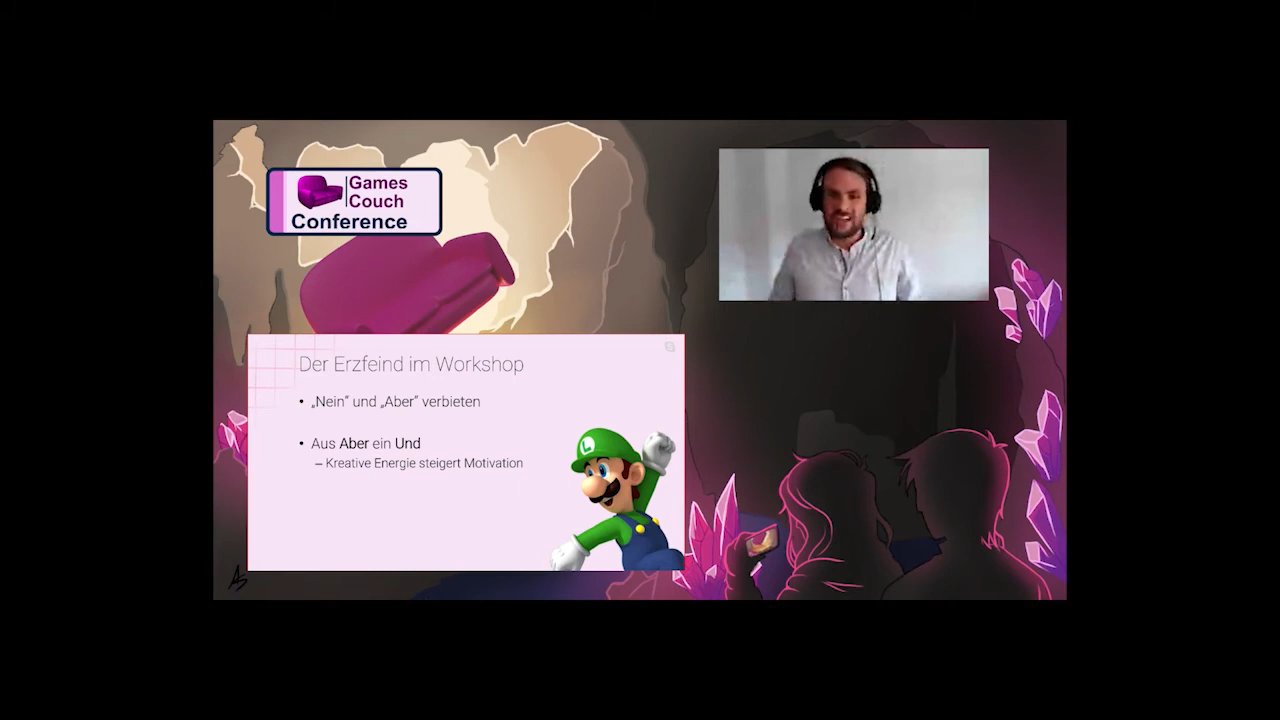 Games
Couch
Conference
Der Erzfeind im Workshop
• „Nein“ und „Aber“ verbieten
• Aus Aber ein Und
– Kreative Energie steigert Motivation
L